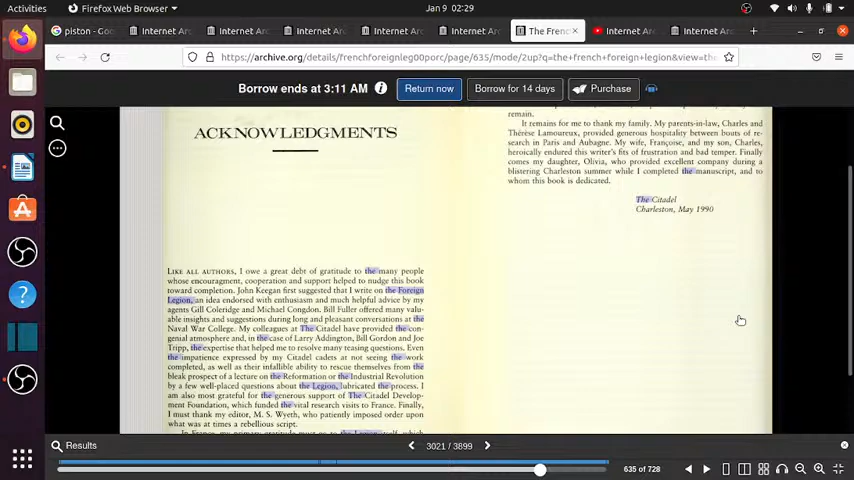 Activities
Firefox Web Browser
Jan 9 02:29
piston - Goo
Internet Ar
Internet Ar
Internet Ar
Internet Ar
Internet Ar
The Frenc
Internet Ar
Internet Ar
https://archive.org/details/frenchforeignleg00porc/page/635/mode/2up?q=the+french+foreign+legion&view=th
Borrow ends at 3:11 AM
Return now
Borrow for 14 days
Purchase
ACKNOWLEDGMENTS
LIKE ALL AUTHORS, I owe a great debt of gratitude to the many people
whose encouragment, cooperation and support helped to nudge this book
toward completion. John Keegan first suggested that I write on the Foreign
Legion, an idea endorsed with enthusiasm and much helpful advice by my
agents Gill Coleridge and Michael Congdon. Bill Fuller offered many valu-
able insights and suggestions during long and pleasant conversations at the
Naval War College. My colleagues at The Citadel have provided the con-
genial atmosphere and, in the case of Larry Addington, Bill Gordon and Joe
Tripp, the expertise that helped me to resolve many teasing questions. Even
the impatience expressed by my Citadel cadets at not seeing the work
completed, as well as their infallible ability to rescue themselves from the
bleak prospect of a lecture on the Reformation or the Industrial Revolution
by a few well-placed questions about the Legion, lubricated the process. I
am also most grateful for the generous support of The Citadel Develop-
ment Foundation, which funded the vital research visits to France. Finally,
I must thank my editor, M. S. Wyeth, who patiently imposed order upon
what was at times a rebellious script.
In France, my primary gratitude must go to the Legion itself, which
remain.
It remains for me to thank my family. My parents-in-law, Charles and
Thérèse Lamoureux, provided generous hospitality between bouts of re-
search in Paris and Aubagne. My wife, Françoise, and my son, Charles,
heroically endured this writer's fits of frustration and bad temper. Finally
comes my daughter, Olivia, who provided excellent company during a
blistering Charleston summer while I completed the manuscript, and to
whom this book is dedicated.
The Citadel
Charleston, May 1990
Results
3021 / 3899
635 of 728